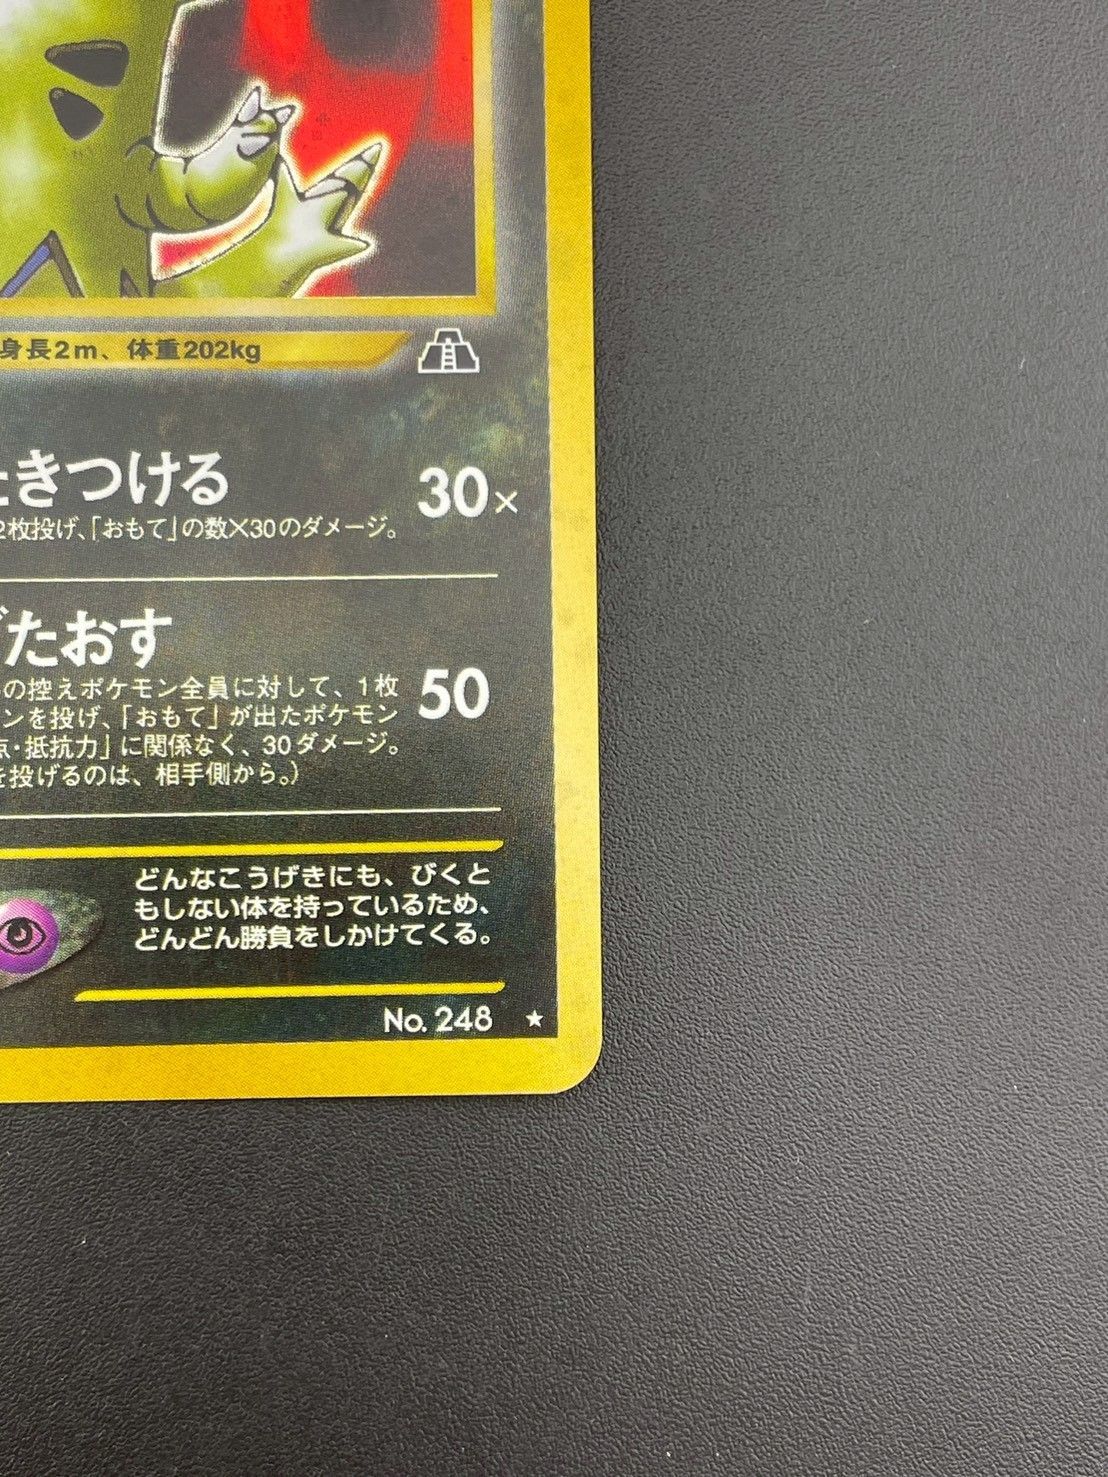 身長2m、体重202kg
きつける 30×
2枚投げ、「おもて」の数×30のダメージ。
たおす 50
の控えポケモン全員に対して、1枚
ンを投げ、「おもて」が出たポケモン
点・抵抗力」に関係なく、30ダメージ。
を投げるのは、相手側から。)
どんなこうげきにも、びくと
もしない体を持っているため、
どんどん勝負をしかけてくる。
No. 248 ★